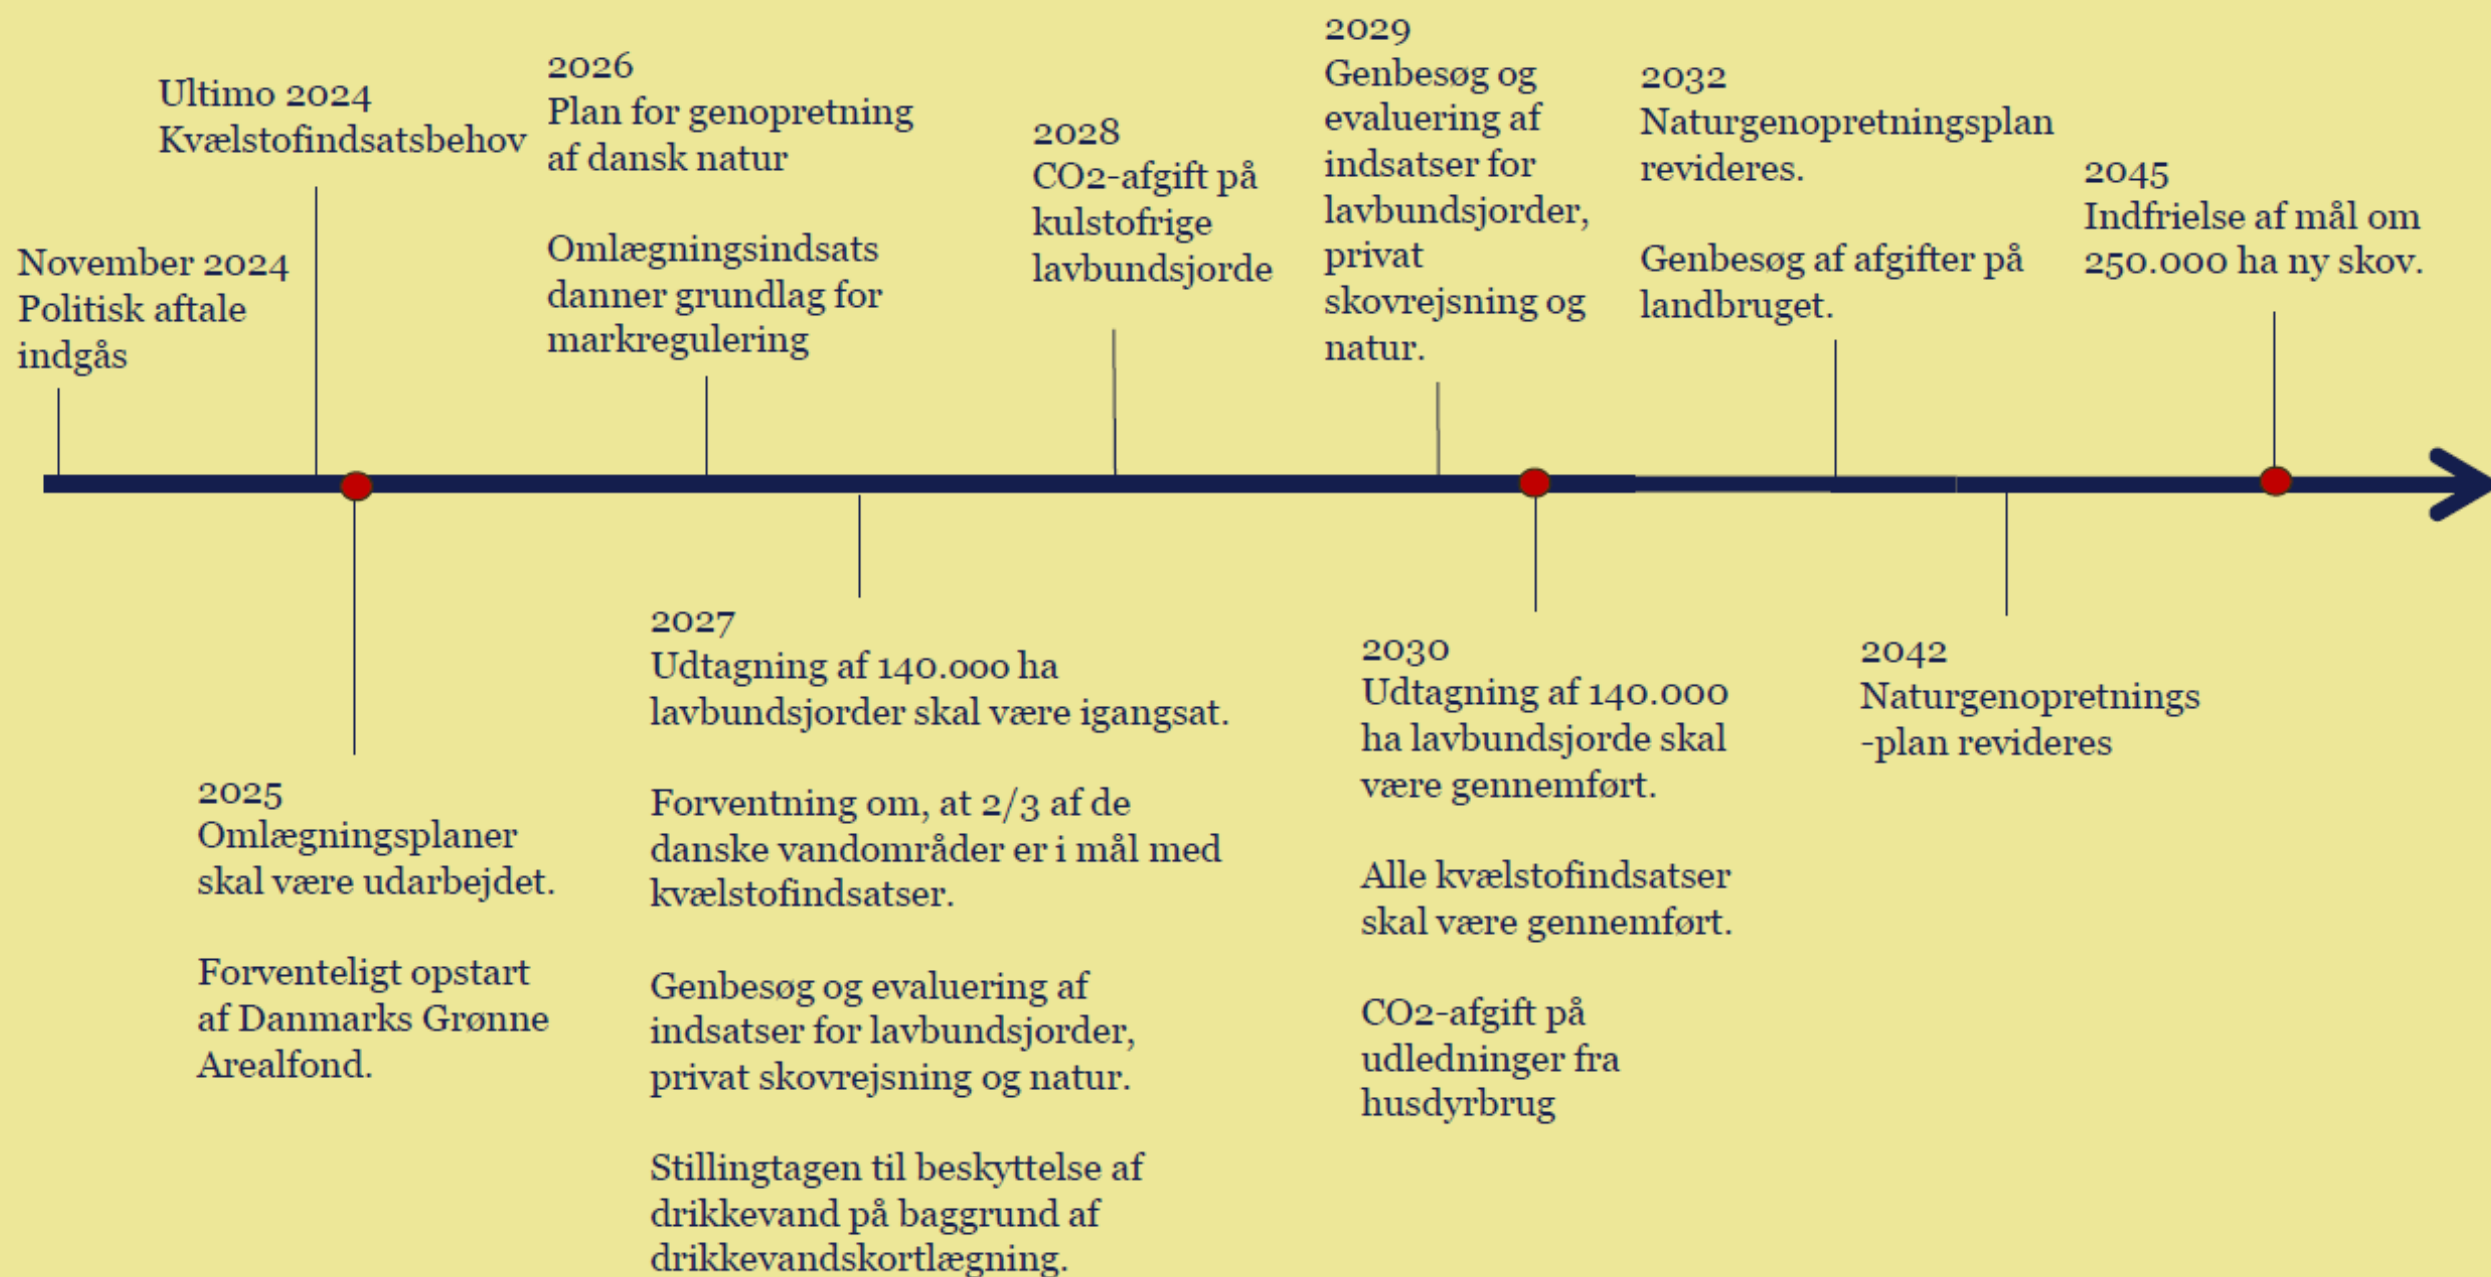 November 2024
Politisk aftale
indgås
Ultimo 2024
Kvælstofindsatsbehov
2025
Omlægningsplaner
skal være udarbejdet.
Forventeligt opstart
af Danmarks Grønne
Arealfond.
2026
Plan for genopretning
af dansk natur
Omlægningsindsats
danner grundlag for
markregulering
2027
Udtagning af 140.000 ha
lavbundsjorder skal være igangsat.
Forventning om, at 2/3 af de
danske vandområder er i mål med
kvælstofindsatser.
Genbesøg og evaluering af
indsatser for lavbundsjorder,
privat skovrejsning og natur.
Stillingtagen til beskyttelse af
drikkevand på baggrund af
drikkevandskortlægning.
2028
CO2-afgift på
kulstofrige
lavbundsjorde
2029
Genbesøg og
evaluering af
indsatser for
lavbundsjorder,
privat
skovrejsning og
natur.
2030
Udtagning af 140.000
ha lavbundsjorde skal
være gennemført.
Alle kvælstofindsatser
skal være gennemført.
CO2-afgift på
udledninger fra
husdyrbrug
2032
Naturgenopretningsplan
revideres.
Genbesøg af afgifter på
landbruget.
2042
Naturgenopretnings
-plan revideres
2045
Indfrielse af mål om
250.000 ha ny skov.